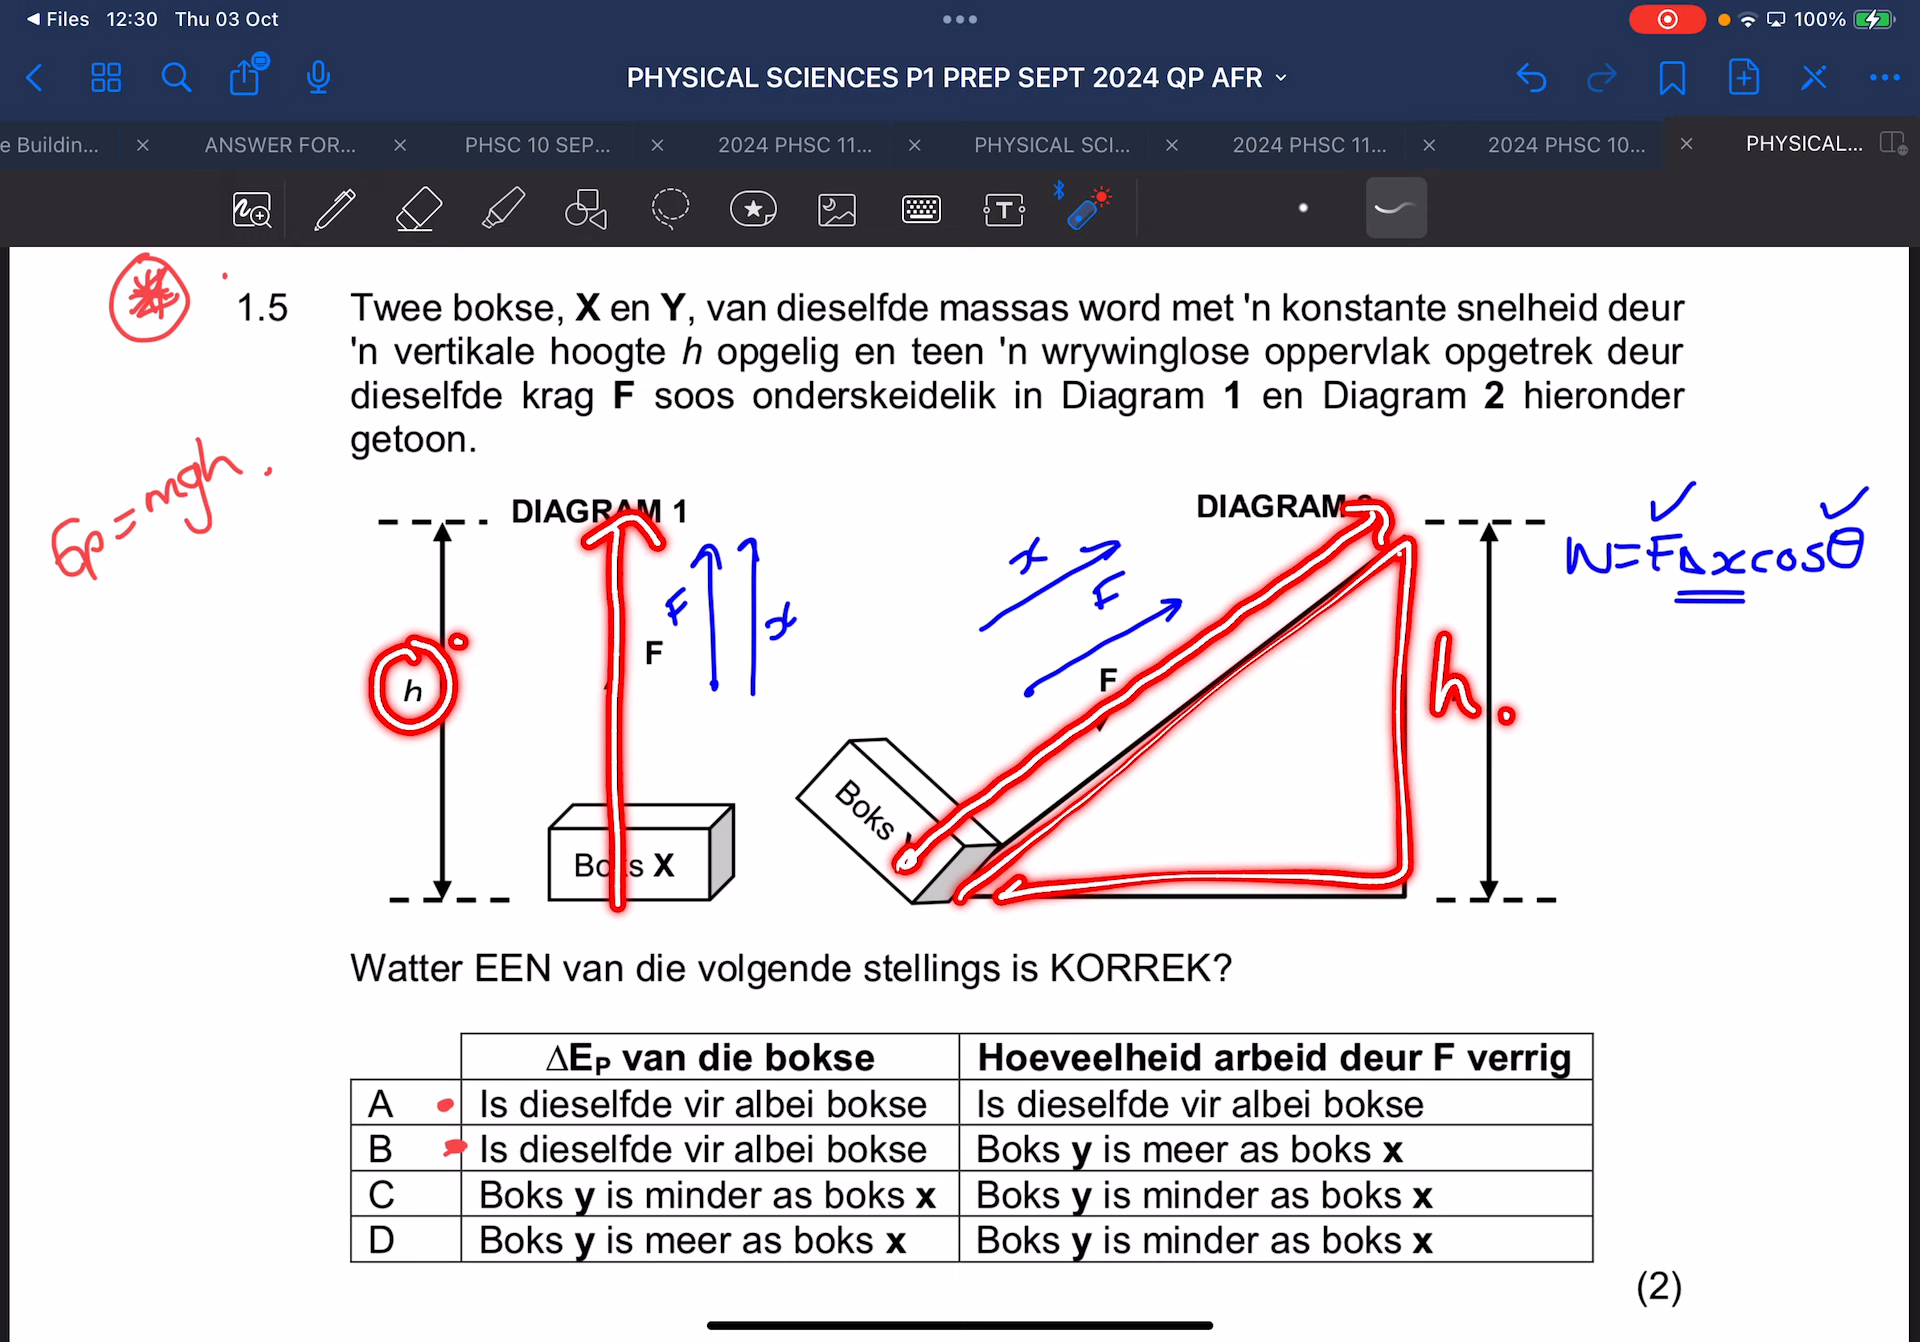 Files 12:30 Thu 03 Oct
100%
PHYSICAL SCIENCES P1 PREP SEPT 2024 QP AFR
e Buildin...
ANSWER FOR...
PHSC 10 SEP...
2024 PHSC 11...
PHYSICAL SCI...
2024 PHSC 11...
2024 PHSC 10...
PHYSICAL...
1.5 Twee bokse, X en Y, van dieselfde massas word met 'n konstante snelheid deur
'n vertikale hoogte h opgelig en teen 'n wrywinglose oppervlak opgetrek deur
dieselfde krag F soos onderskeidelik in Diagram 1 en Diagram 2 hieronder
getoon.
Ep=mgh.
DIAGRAM 1
h
F
F
x
Boks X
DIAGRAM
x
F
F
Boks
h.
W=FΔxcosθ
Watter EEN van die volgende stellings is KORREK?
ΔEP van die bokse Hoeveelheid arbeid deur F verrig
A Is dieselfde vir albei bokse Is dieselfde vir albei bokse
B Is dieselfde vir albei bokse Boks y is meer as boks x
C Boks y is minder as boks x Boks y is minder as boks x
D Boks y is meer as boks x Boks y is minder as boks x
(2)